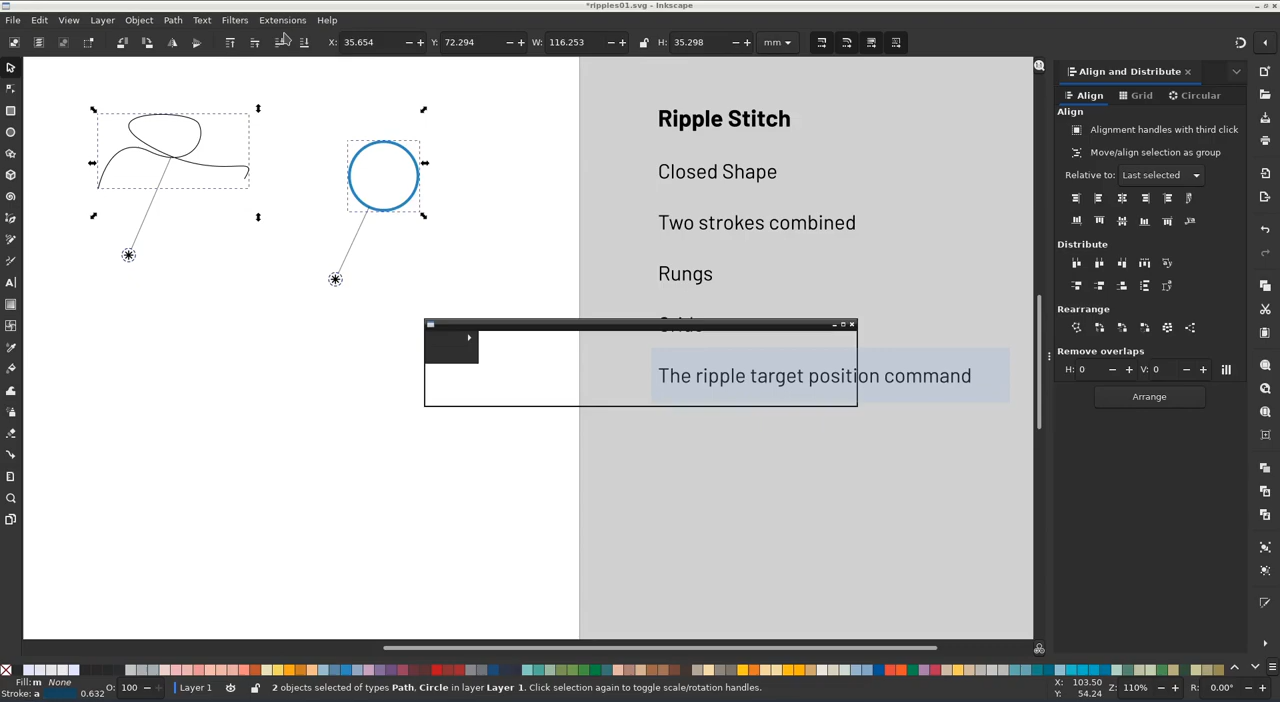 *ripples01.svg - Inkscape
File Edit View Layer Object Path Text Filters Extensions Help
X: 35.654 Y: 72.294 W: 116.253 H: 35.298 mm
Align and Distribute
Align Grid Circular
Align
Alignment handles with third click
Move/align selection as group
Relative to: Last selected
Distribute
Rearrange
Remove overlaps
H: 0 V: 0
Arrange
Ripple Stitch
Closed Shape
Two strokes combined
Rungs
The ripple target position command
Fill: m None
Stroke: a 0.632
O: 100
Layer 1
2 objects selected of types Path, Circle in layer Layer 1. Click selection again to toggle scale/rotation handles.
X: 103.50
Y: 54.24
Z: 110%
R: 0.00°